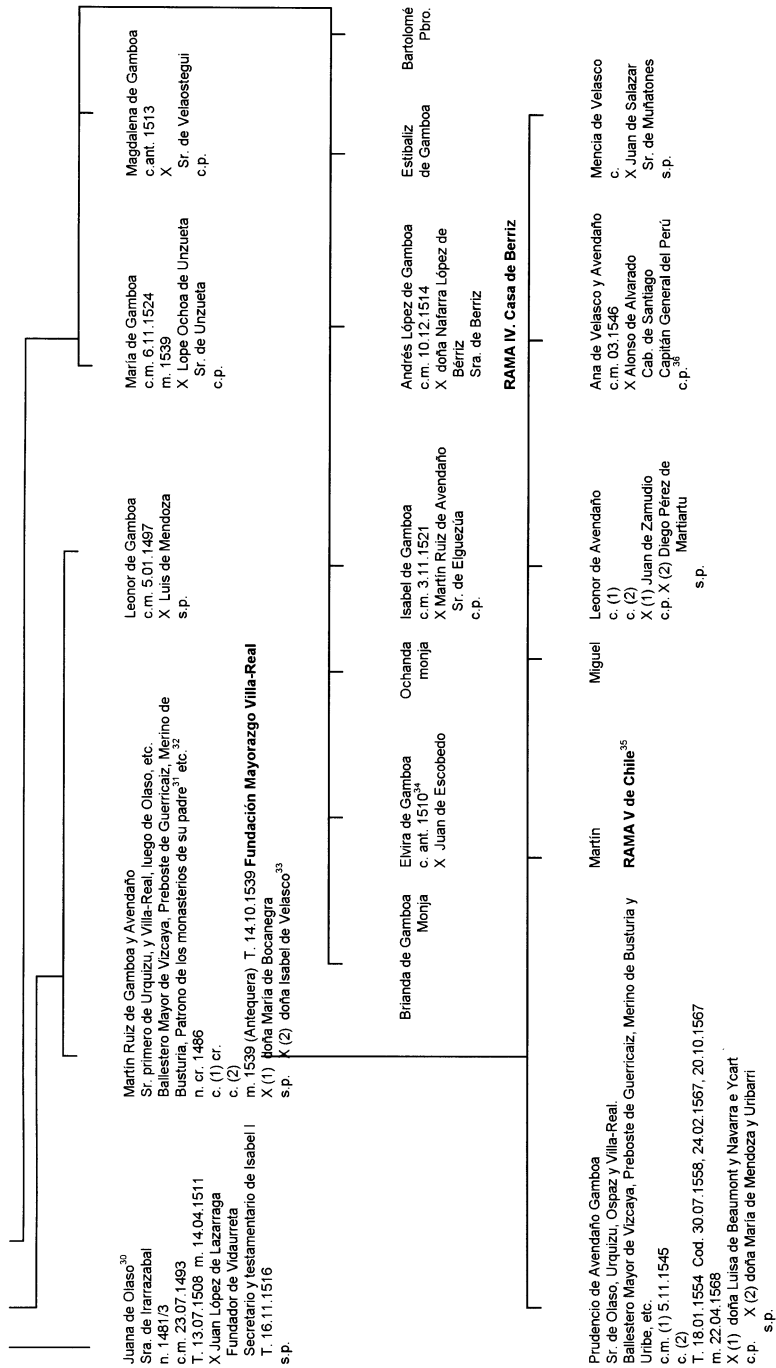 Juana de Olaso30
Sra. de Irarrazabal
n. 1481/3
c.m. 23.07.1493
T. 13.07.1508 m. 14.04.1511
X Juan López de Lazarraga
Fundador de Vidaurreta
Secretario y testamentario de Isabel I
T. 16.11.1516
s.p.
Martín Ruiz de Gamboa y Avendaño
Sr. primero de Urquizu, y Villa-Real, luego de Olaso, etc.
Ballestero Mayor de Vizcaya, Preboste de Guerricaiz, Merino de
Busturia, Patrono de los monasterios de su padre31 etc.32
n. cr. 1486
c. (1) cr.
c. (2)
m. 1539 (Antequera) T. 14.10.1539 Fundación Mayorazgo Villa-Real
X (1) doña María de Bocanegra
s.p. X (2) doña Isabel de Velasco33
Leonor de Gamboa
c.m. 5.01.1497
X Luis de Mendoza
s.p.
María de Gamboa
c.m. 6.11.1524
m. 1539
X Lope Ochoa de Unzueta
Sr. de Unzueta
c.p.
Magdalena de Gamboa
c.ant. 1513
X
Sr. de Velaostegui
c.p.
Brianda de Gamboa
Monja
Elvira de Gamboa
c. ant. 151034
X Juan de Escobedo
Ochanda
monja
Isabel de Gamboa
c.m. 3.11.1521
X Martín Ruiz de Avendaño
Sr. de Elguezúa
c.p.
Andrés López de Gamboa
c.m. 10.12.1514
X doña Nafarra López de
Bérriz
Sra. de Berriz
RAMA IV. Casa de Berriz
Estibaliz
de Gamboa
Bartolomé
Pbro.
Prudencio de Avendaño Gamboa
Sr. de Olaso, Urquizu, Ospaz y Villa-Real.
Ballestero Mayor de Vizcaya, Preboste de Guerricaiz, Merino de Busturia y
Uribe, etc.
c.m. (1) 5.11.1545
c. (2)
T. 18.01.1554 Cod. 30.07.1558, 24.02.1567, 20.10.1567
m. 22.04.1568
X (1) doña Luisa de Beaumont y Navarra e Ycart
c.p. X (2) doña María de Mendoza y Uribarri
s.p.
Martín
RAMA V de Chile35
Miguel
Leonor de Avendaño
c. (1)
c. (2)
X (1) Juan de Zamudio
c.p. X (2) Diego Pérez de
Martiartu
s.p.
Ana de Velasco y Avendaño
c.m. 03.1546
X Alonso de Alvarado
Cab. de Santiago
Capitán General del Perú
c.p.36
Mencia de Velasco
c.
X Juan de Salazar
Sr. de Muñatones
s.p.